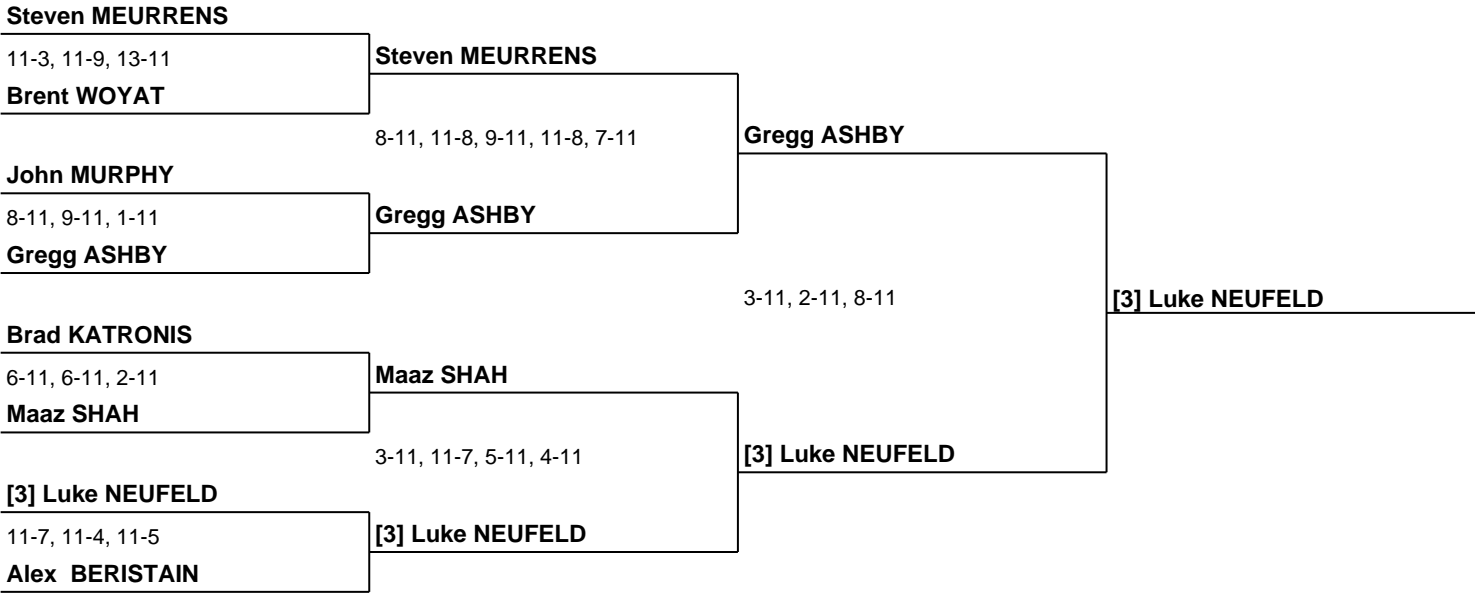 Steven MEURRENS
11-3, 11-9, 13-11
Brent WOYAT
Steven MEURRENS
8-11, 11-8, 9-11, 11-8, 7-11
Gregg ASHBY
John MURPHY
8-11, 9-11, 1-11
Gregg ASHBY
Gregg ASHBY
3-11, 2-11, 8-11
[3] Luke NEUFELD
Brad KATRONIS
6-11, 6-11, 2-11
Maaz SHAH
Maaz SHAH
3-11, 11-7, 5-11, 4-11
[3] Luke NEUFELD
[3] Luke NEUFELD
11-7, 11-4, 11-5
Alex  BERISTAIN
[3] Luke NEUFELD